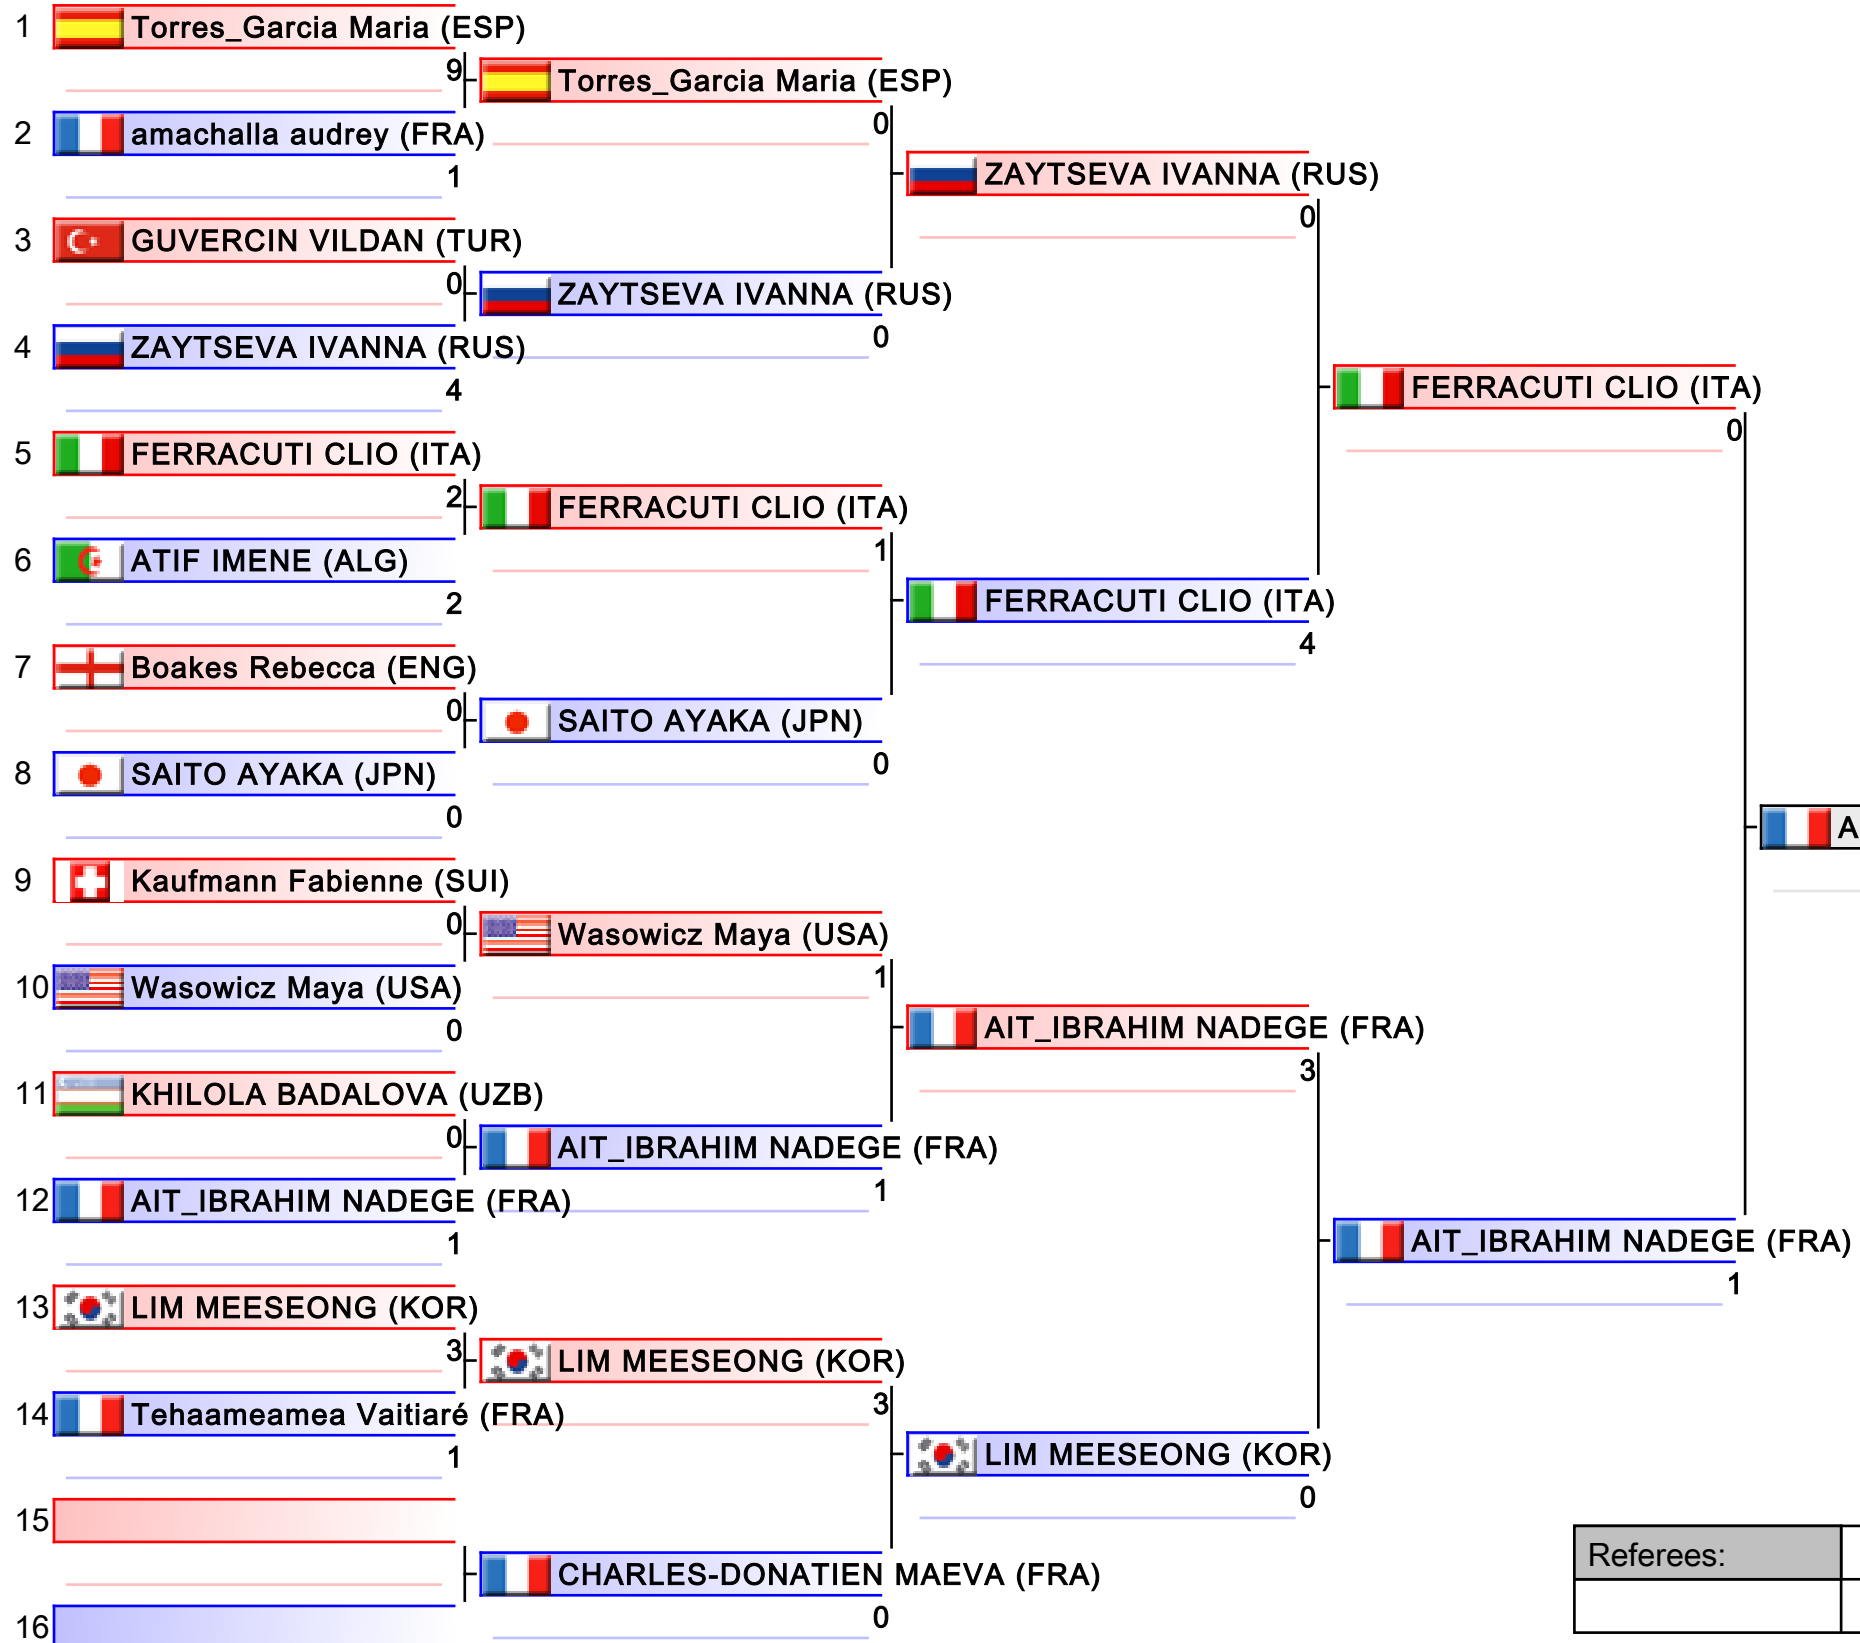 1 Torres_Garcia Maria (ESP)
9
Torres_Garcia Maria (ESP)
0
2 amachalla audrey (FRA)
1
ZAYTSEVA IVANNA (RUS)
0
3 GUVERCIN VILDAN (TUR)
0
ZAYTSEVA IVANNA (RUS)
0
4 ZAYTSEVA IVANNA (RUS)
4
FERRACUTI CLIO (ITA)
0
5 FERRACUTI CLIO (ITA)
2
FERRACUTI CLIO (ITA)
1
6 ATIF IMENE (ALG)
2
FERRACUTI CLIO (ITA)
4
7 Boakes Rebecca (ENG)
0
SAITO AYAKA (JPN)
0
8 SAITO AYAKA (JPN)
0
A
9 Kaufmann Fabienne (SUI)
0
Wasowicz Maya (USA)
1
10 Wasowicz Maya (USA)
0
AIT_IBRAHIM NADEGE (FRA)
3
11 KHILOLA BADALOVA (UZB)
0
AIT_IBRAHIM NADEGE (FRA)
1
12 AIT_IBRAHIM NADEGE (FRA)
1
AIT_IBRAHIM NADEGE (FRA)
1
13 LIM MEESEONG (KOR)
3
LIM MEESEONG (KOR)
3
14 Tehaameamea Vaitiaré (FRA)
1
LIM MEESEONG (KOR)
0
15
CHARLES-DONATIEN MAEVA (FRA)
0
16
Referees: